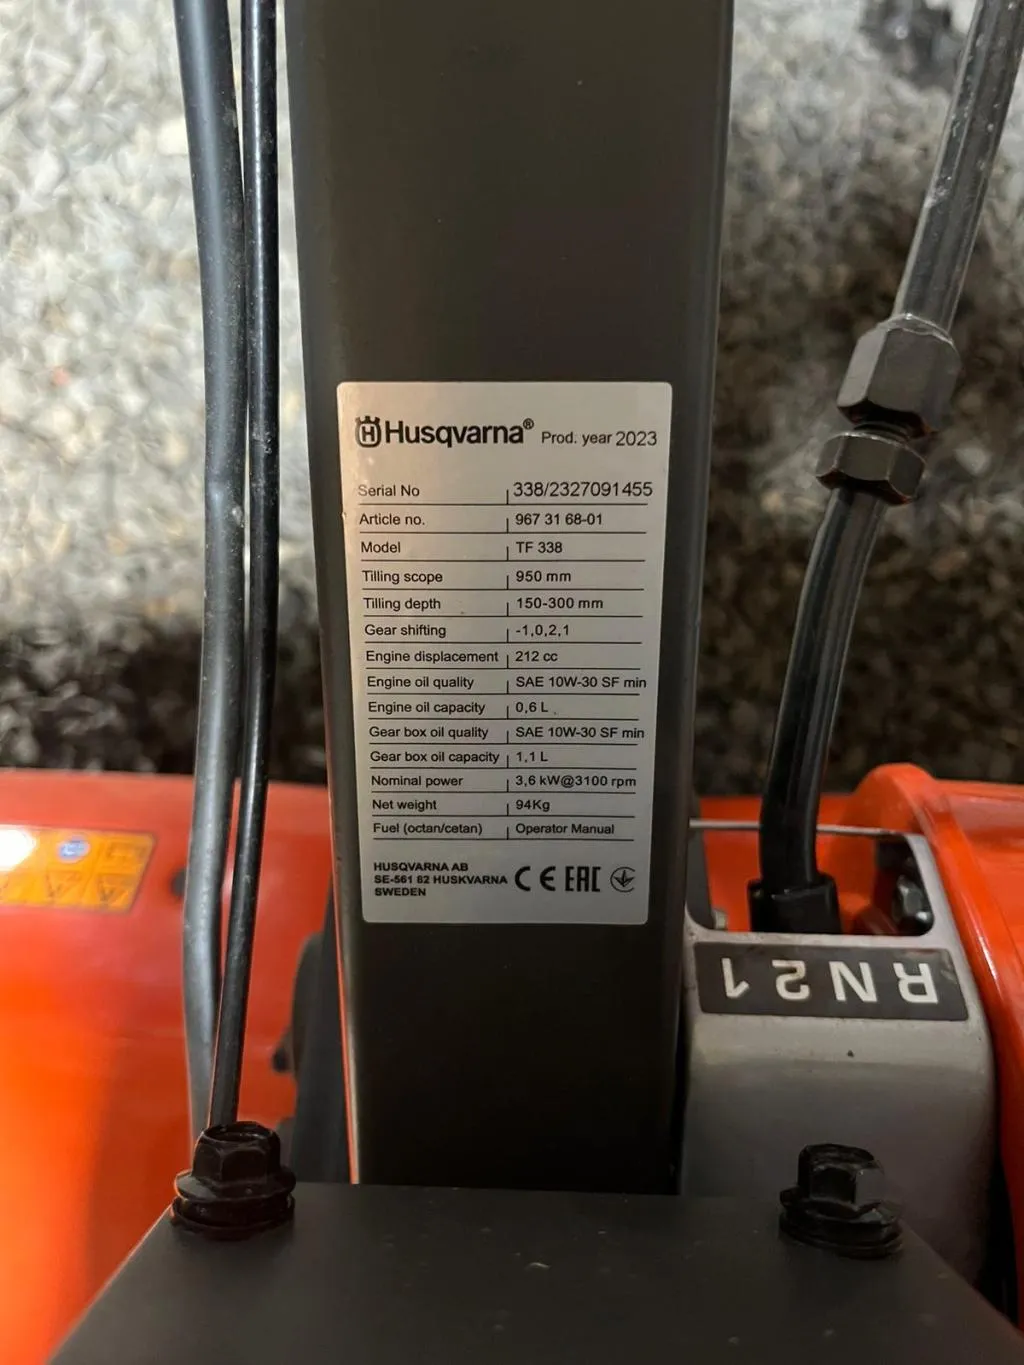 Husqvarna® Prod. year 2023
Serial No 338/2327091455
Article no. 967 31 68-01
Model TF 338
Tilling scope 950 mm
Tilling depth 150-300 mm
Gear shifting -1,0,2,1
Engine displacement 212 cc
Engine oil quality SAE 10W-30 SF min
Engine oil capacity 0,6 L
Gear box oil quality SAE 10W-30 SF min
Gear box oil capacity 1,1 L
Nominal power 3,6 kW@3100 rpm
Net weight 94Kg
Fuel (octan/cetan) Operator Manual
HUSQVARNA AB
SE-561 82 HUSKVARNA
SWEDEN
CE EAC
RN21